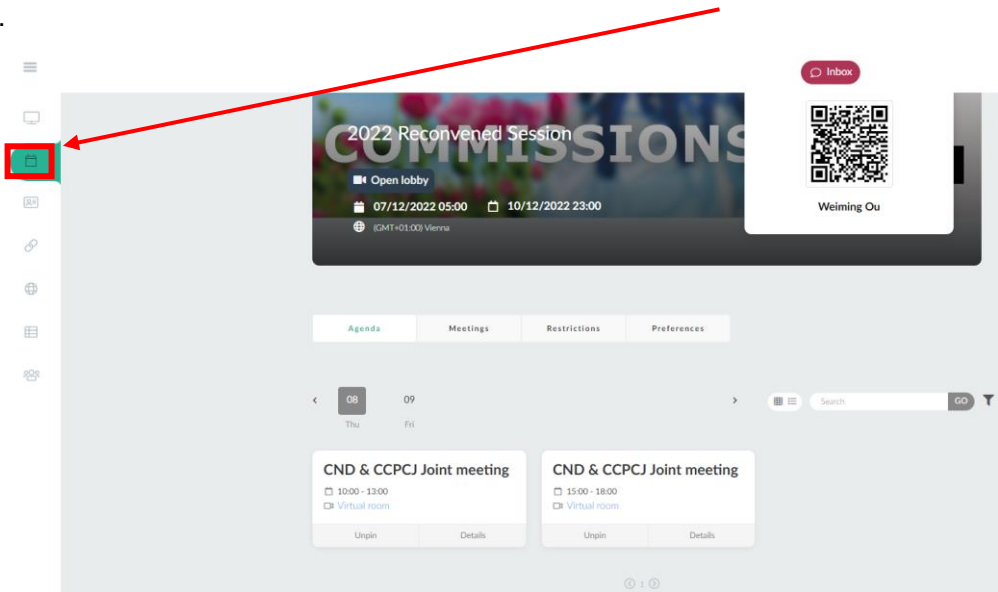 .
Inbox
COMMISSIONS
2022 Reconvened Session
Open lobby
07/12/2022 05:00 10/12/2022 23:00
(GMT+01:00) Vienna
Weiming Ou
Agenda Meetings Restrictions Preferences
‹ 08 09 › Search GO
Thu Fri
CND & CCPCJ Joint meeting CND & CCPCJ Joint meeting
10:00 - 13:00 15:00 - 18:00
Virtual room Virtual room
Unpin Details Unpin Details
1